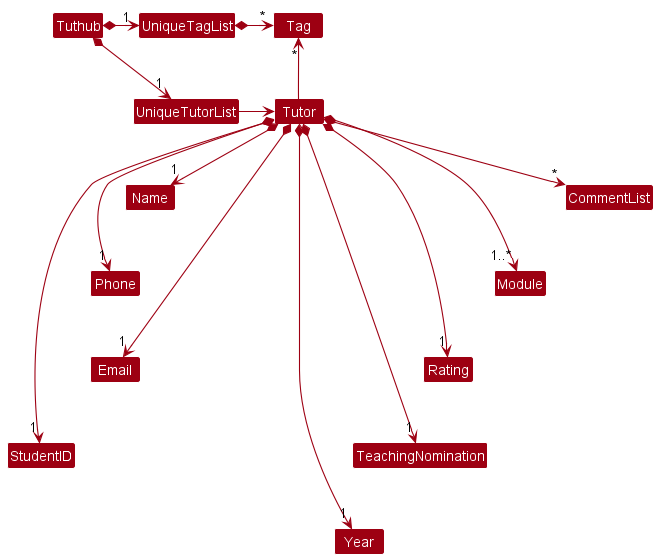 Tuthub 1 UniqueTagList * Tag
*
1
UniqueTutorList Tutor
1 *
Name CommentList
1 1..*
Phone Module
1 1
Email Rating
1 1
StudentID TeachingNomination
1
Year